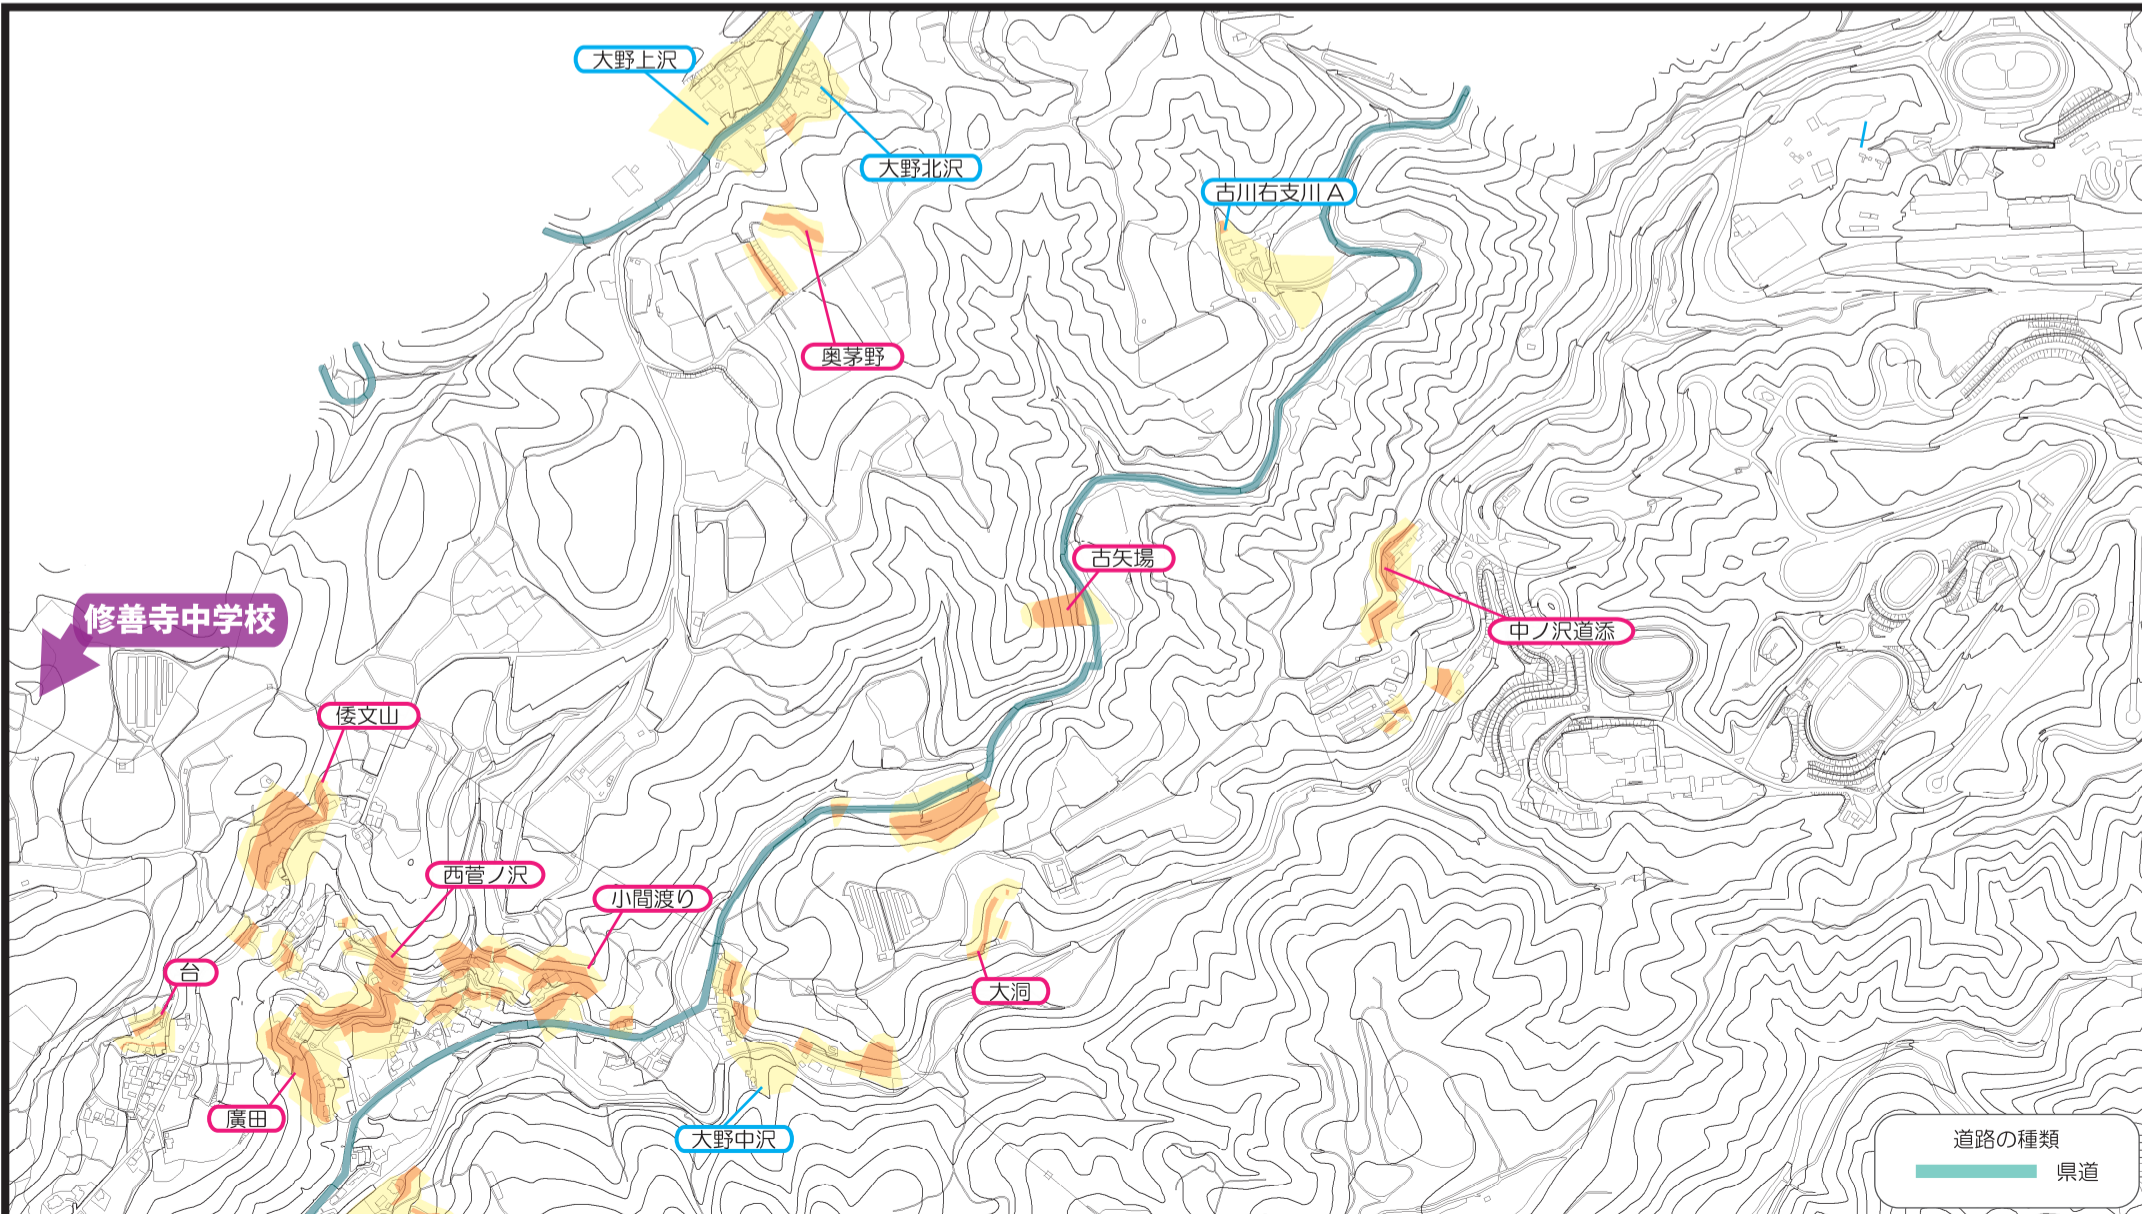 大野上沢
大野北沢
古川右支川 A
奥茅野
古矢場
修善寺中学校
中ノ沢道添
倭文山
西菅ノ沢
小間渡り
台
大洞
廣田
大野中沢
道路の種類
県道